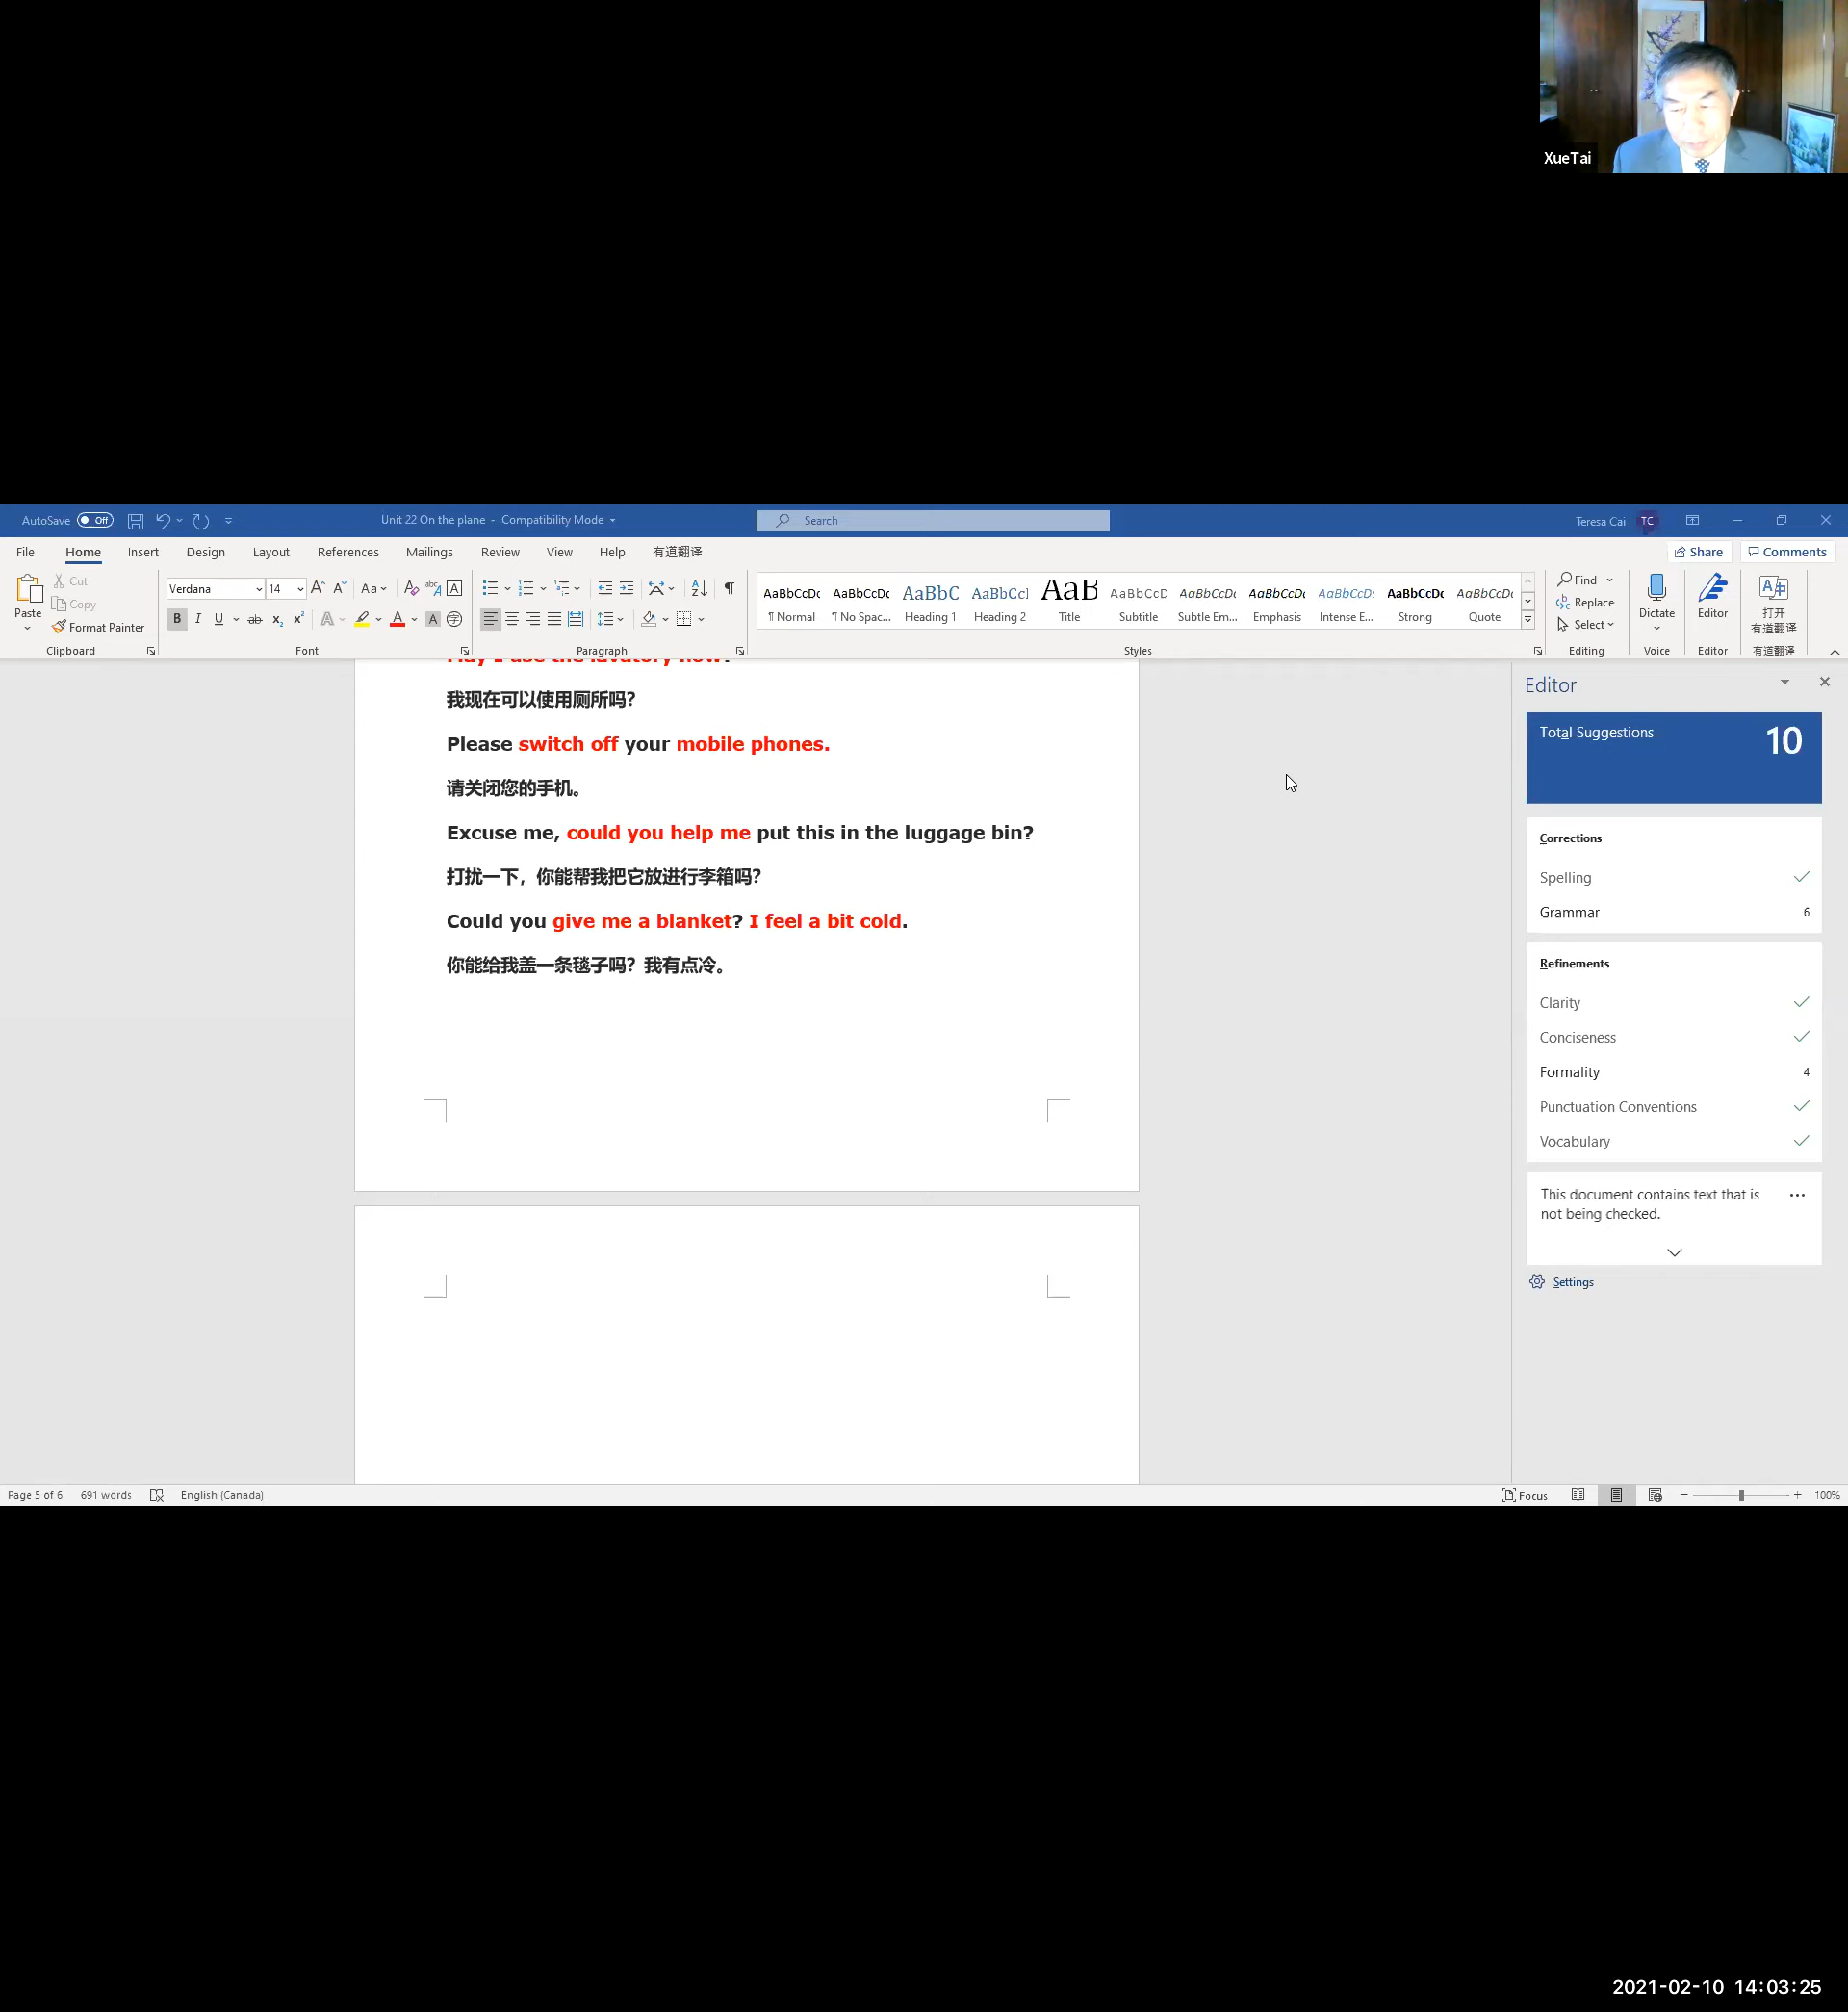 XueTai
AutoSave Off
Unit 22 On the plane - Compatibility Mode
Search
Teresa Cai TC
File Home Insert Design Layout References Mailings Review View Help 有道翻译
Share Comments
Paste
Cut
Copy
Format Painter
Clipboard
Verdana 14
Font
Paragraph
AaBbCcDc ¶ Normal
AaBbCcDc ¶ No Spac...
AaBbC Heading 1
AaBbCcI Heading 2
AaB Title
AaBbCcD Subtitle
AaBbCcDc Subtle Em...
AaBbCcDc Emphasis
AaBbCcDc Intense E...
AaBbCcDc Strong
AaBbCcDc Quote
Styles
Find
Replace
Select
Editing
Dictate
Voice
Editor
Editor
打开
有道翻译
有道翻译
May I use the lavatory now?
我现在可以使用厕所吗?
Please switch off your mobile phones.
请关闭您的手机。
Excuse me, could you help me put this in the luggage bin?
打扰一下，你能帮我把它放进行李箱吗?
Could you give me a blanket? I feel a bit cold.
你能给我盖一条毯子吗？我有点冷。
Editor
Total Suggestions 10
Corrections
Spelling
Grammar 6
Refinements
Clarity
Conciseness
Formality 4
Punctuation Conventions
Vocabulary
This document contains text that is
not being checked.
Settings
Page 5 of 6 691 words English (Canada)
Focus 100%
2021-02-10 14:03:25